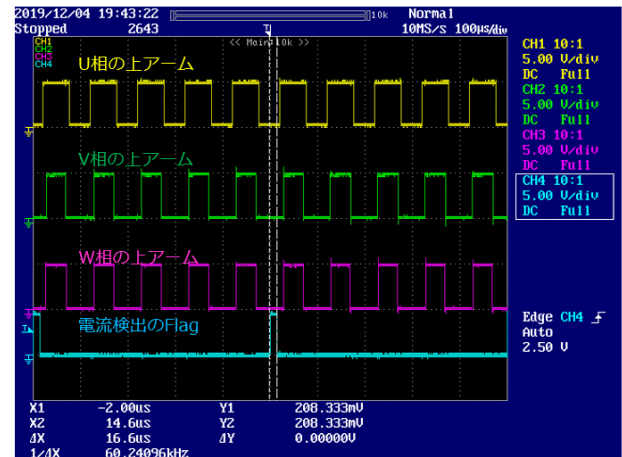 2019/12/04 19:43:22 10k Normal
Stopped 2643 10MS/s 100µs/div
<< Main:10k >>
CH1
CH2
CH3
CH4
U相の上アーム
V相の上アーム
W相の上アーム
電流検出のFlag
CH1 10:1
5.00 V/div
DC Full
CH2 10:1
5.00 V/div
DC Full
CH3 10:1
5.00 V/div
DC Full
CH4 10:1
5.00 V/div
DC Full
Edge CH4
Auto
2.50 V
X1 -2.00us Y1 208.333mV
X2 14.6us Y2 208.333mV
ΔX 16.6us ΔY 0.00000V
1/ΔX 60.24096kHz